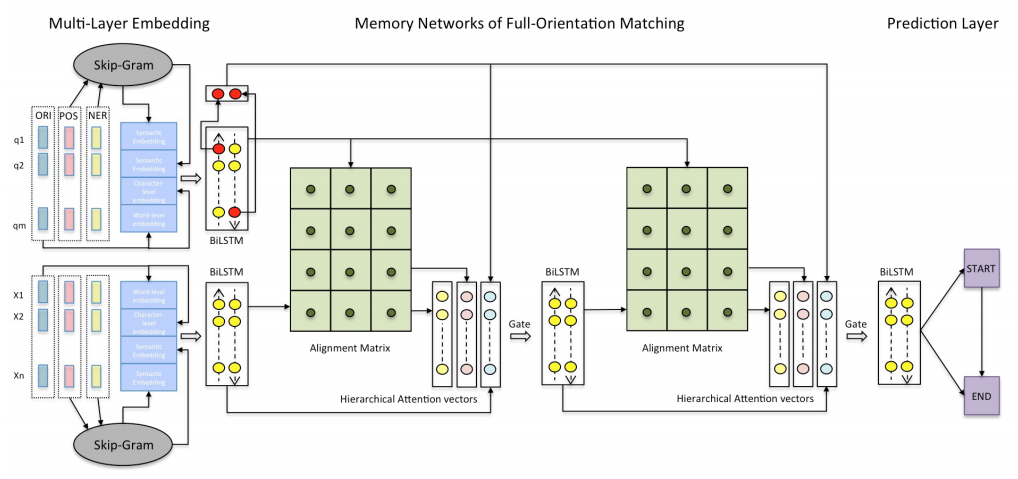 Multi-Layer Embedding
Memory Networks of Full-Orientation Matching
Prediction Layer
Skip-Gram
ORI
POS
NER
q1
q2
qm
Syntactic
Embedding
Semantic
Embedding
Character-
level
embedding
Word-level
embedding
BiLSTM
X1
X2
Xn
Word-level
embedding
Character-
level
embedding
Semantic
Embedding
Syntactic
Embedding
Skip-Gram
BiLSTM
Alignment Matrix
Hierarchical Attention vectors
Gate
BiLSTM
Alignment Matrix
Hierarchical Attention vectors
Gate
BiLSTM
START
END